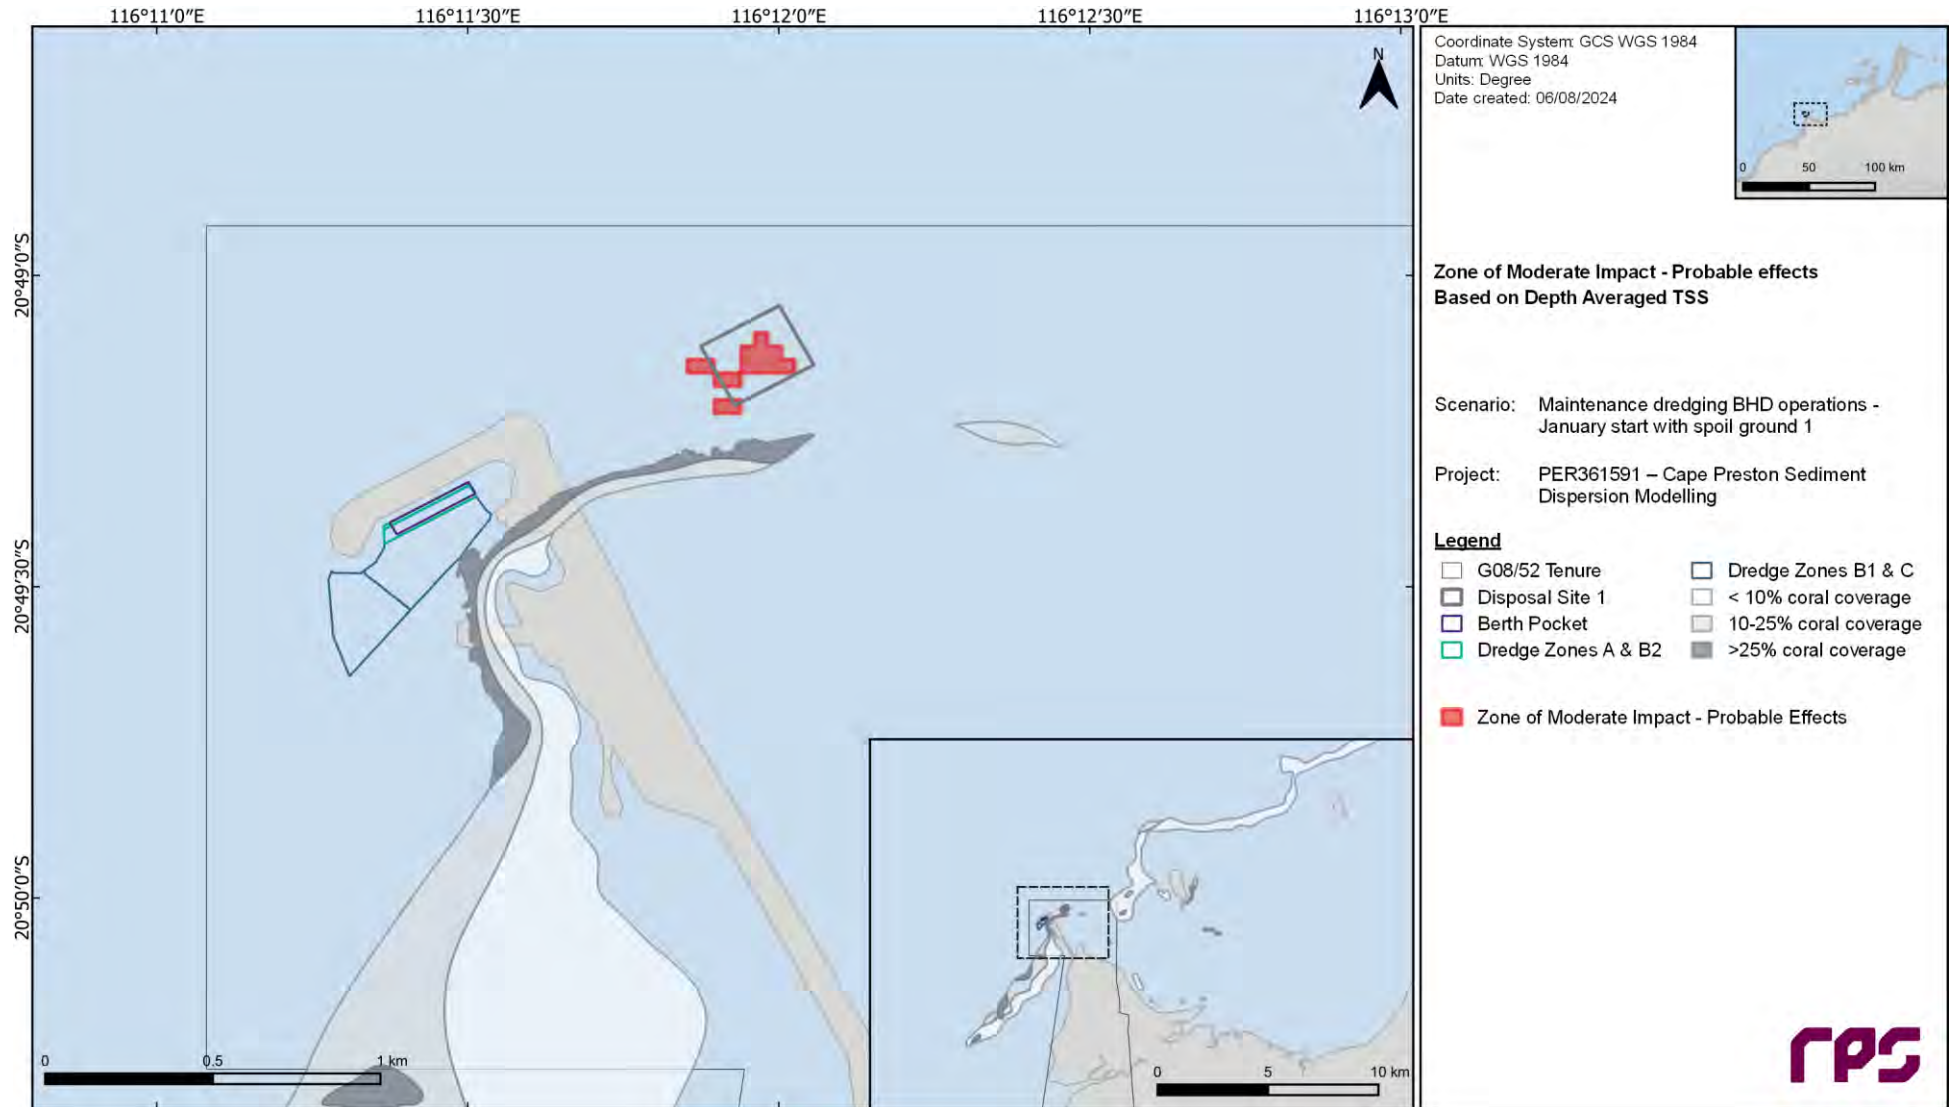 116°11'0"E
116°11'30"E
116°12'0"E
116°12'30"E
116°13'0"E
N
20°49'0"S
20°49'30"S
20°50'0"S
0 0.5 1 km
0 5 10 km
Coordinate System: GCS WGS 1984
Datum: WGS 1984
Units: Degree
Date created: 06/08/2024
0 50 100 km
Zone of Moderate Impact - Probable effects
Based on Depth Averaged TSS
Scenario: Maintenance dredging BHD operations -
January start with spoil ground 1
Project: PER361591 – Cape Preston Sediment
Dispersion Modelling
Legend
G08/52 Tenure
Disposal Site 1
Berth Pocket
Dredge Zones A & B2
Dredge Zones B1 & C
< 10% coral coverage
10-25% coral coverage
>25% coral coverage
Zone of Moderate Impact - Probable Effects
rps